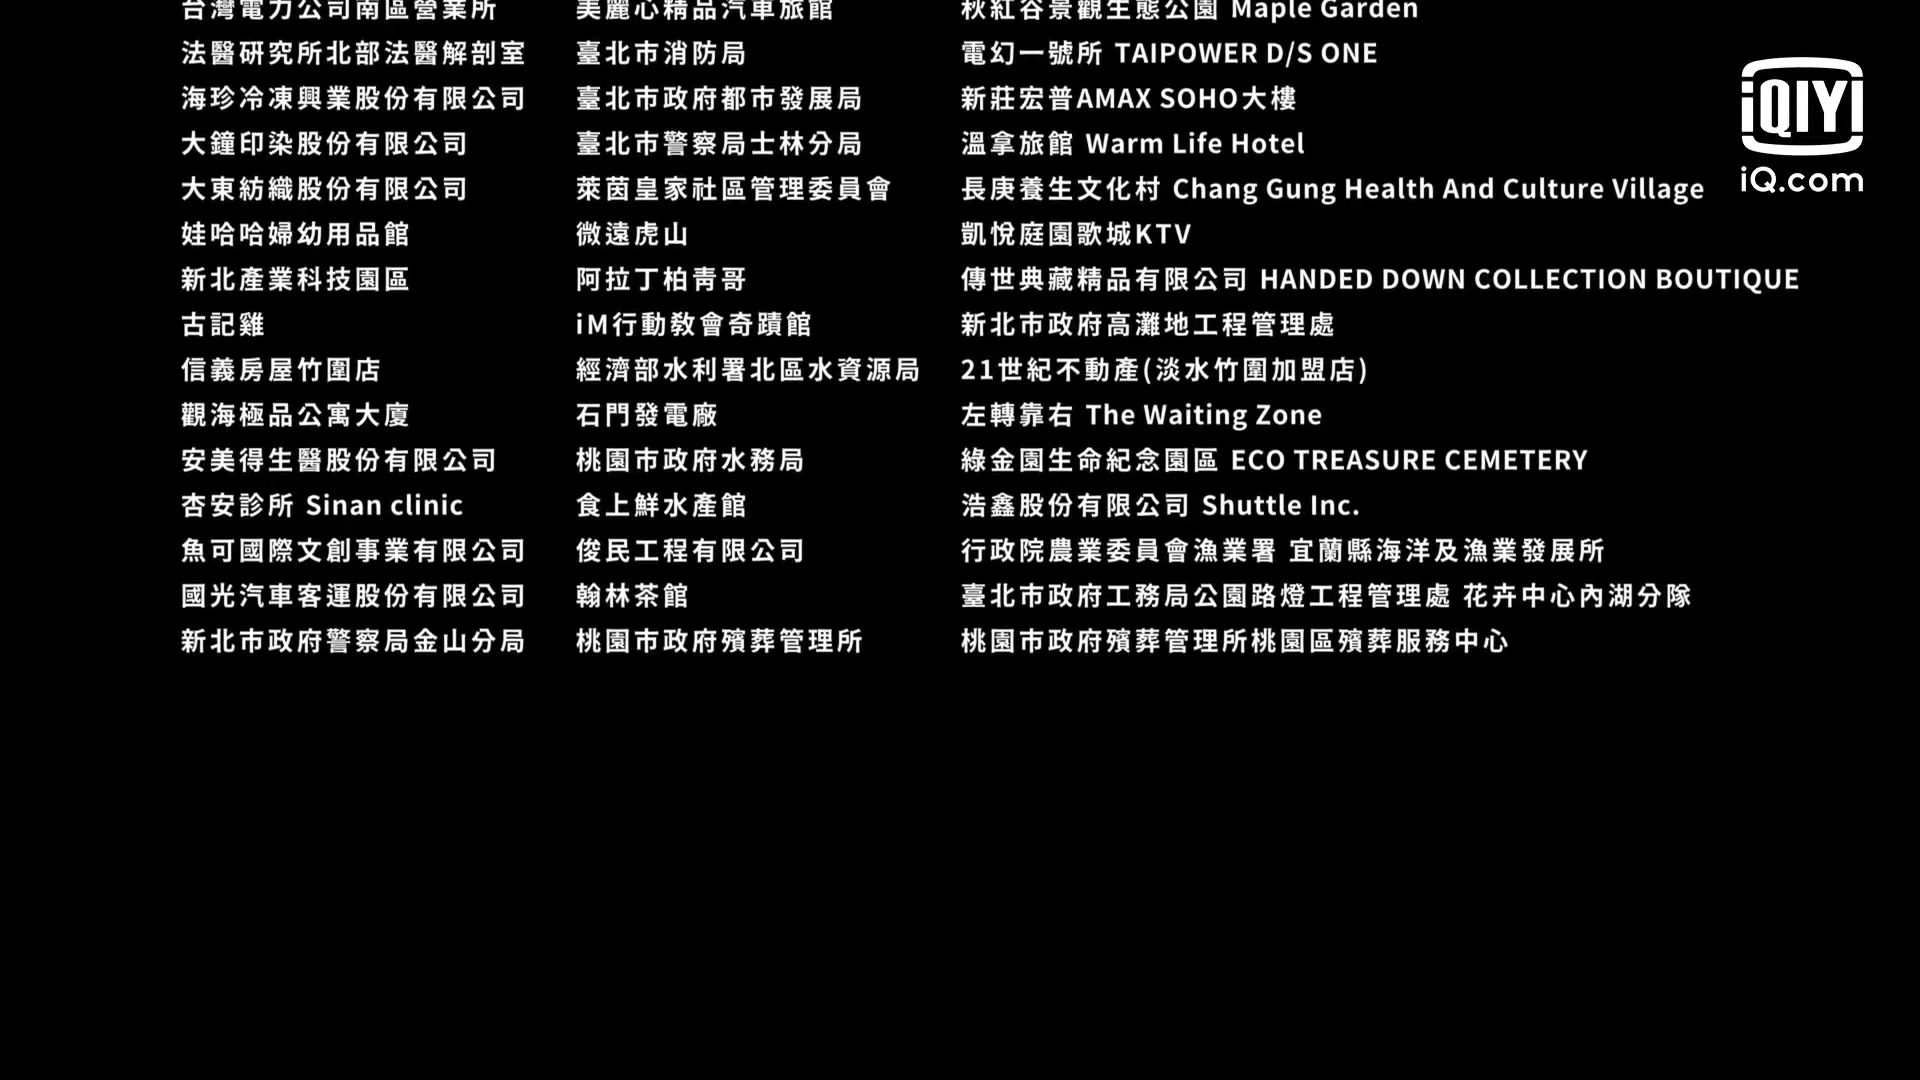 台灣電力公司南區營業所 美麗心精品汽車旅館 秋紅谷景觀生態公園 Maple Garden
法醫研究所北部法醫解剖室 臺北市消防局 電幻一號所 TAIPOWER D/S ONE
海珍冷凍興業股份有限公司 臺北市政府都市發展局 新莊宏普AMAX SOHO大樓
大鐘印染股份有限公司 臺北市警察局士林分局 溫拿旅館 Warm Life Hotel
大東紡織股份有限公司 萊茵皇家社區管理委員會 長庚養生文化村 Chang Gung Health And Culture Village
娃哈哈婦幼用品館 微遠虎山 凱悅庭園歌城KTV
新北產業科技園區 阿拉丁柏青哥 傳世典藏精品有限公司 HANDED DOWN COLLECTION BOUTIQUE
古記雞 iM行動教會奇蹟館 新北市政府高灘地工程管理處
信義房屋竹圍店 經濟部水利署北區水資源局 21世紀不動產(淡水竹圍加盟店)
觀海極品公寓大廈 石門發電廠 左轉靠右 The Waiting Zone
安美得生醫股份有限公司 桃園市政府水務局 綠金園生命紀念園區 ECO TREASURE CEMETERY
杏安診所 Sinan clinic 食上鮮水產館 浩鑫股份有限公司 Shuttle Inc.
魚可國際文創事業有限公司 俊民工程有限公司 行政院農業委員會漁業署 宜蘭縣海洋及漁業發展所
國光汽車客運股份有限公司 翰林茶館 臺北市政府工務局公園路燈工程管理處 花卉中心內湖分隊
新北市政府警察局金山分局 桃園市政府殯葬管理所 桃園市政府殯葬管理所桃園區殯葬服務中心
iQIYI
iQ.com